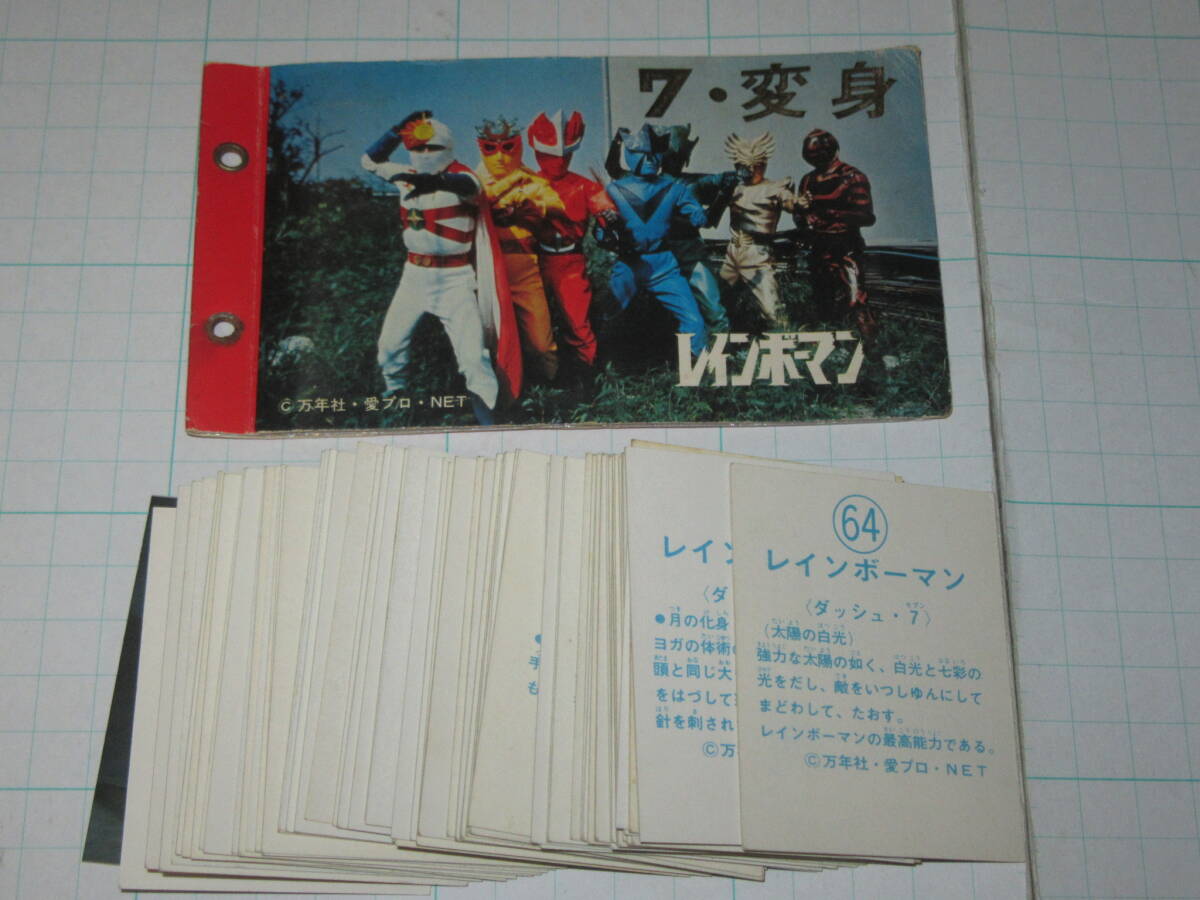 7・変身
レインボーマン
© 万年社・愛プロ・NET
64
レインボーマン
〈ダッシュ・7〉
(太陽の白光)
強力な太陽の如く、白光と七彩の
光をだし、敵をいつしゆんにして
まどわして、たおす。
レインボーマンの最高能力である。
©万年社・愛プロ・NET
レイン
〈ダ
●月の化身
ヨガの体術
頭と同じ大
をはづして
針を刺され
©万
手
も